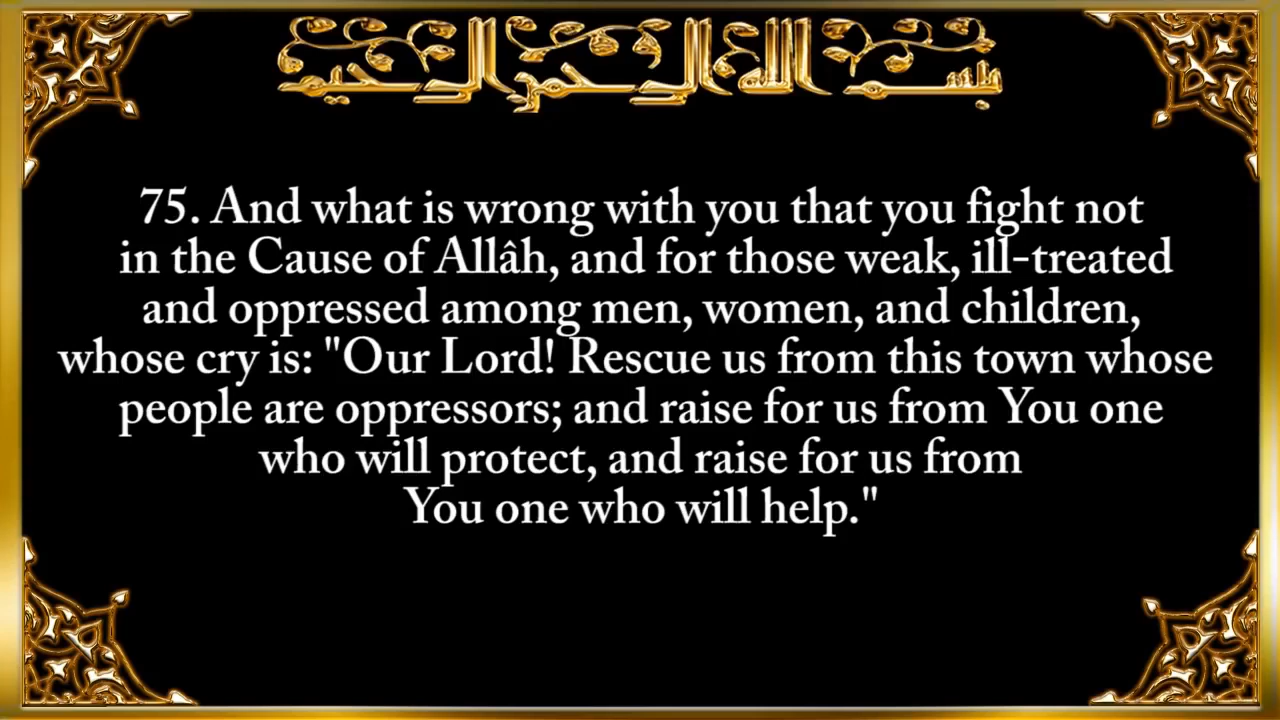 بسم الله الرحمن الرحيم
75. And what is wrong with you that you fight not
in the Cause of Allâh, and for those weak, ill-treated
and oppressed among men, women, and children,
whose cry is: "Our Lord! Rescue us from this town whose
people are oppressors; and raise for us from You one
who will protect, and raise for us from
You one who will help."